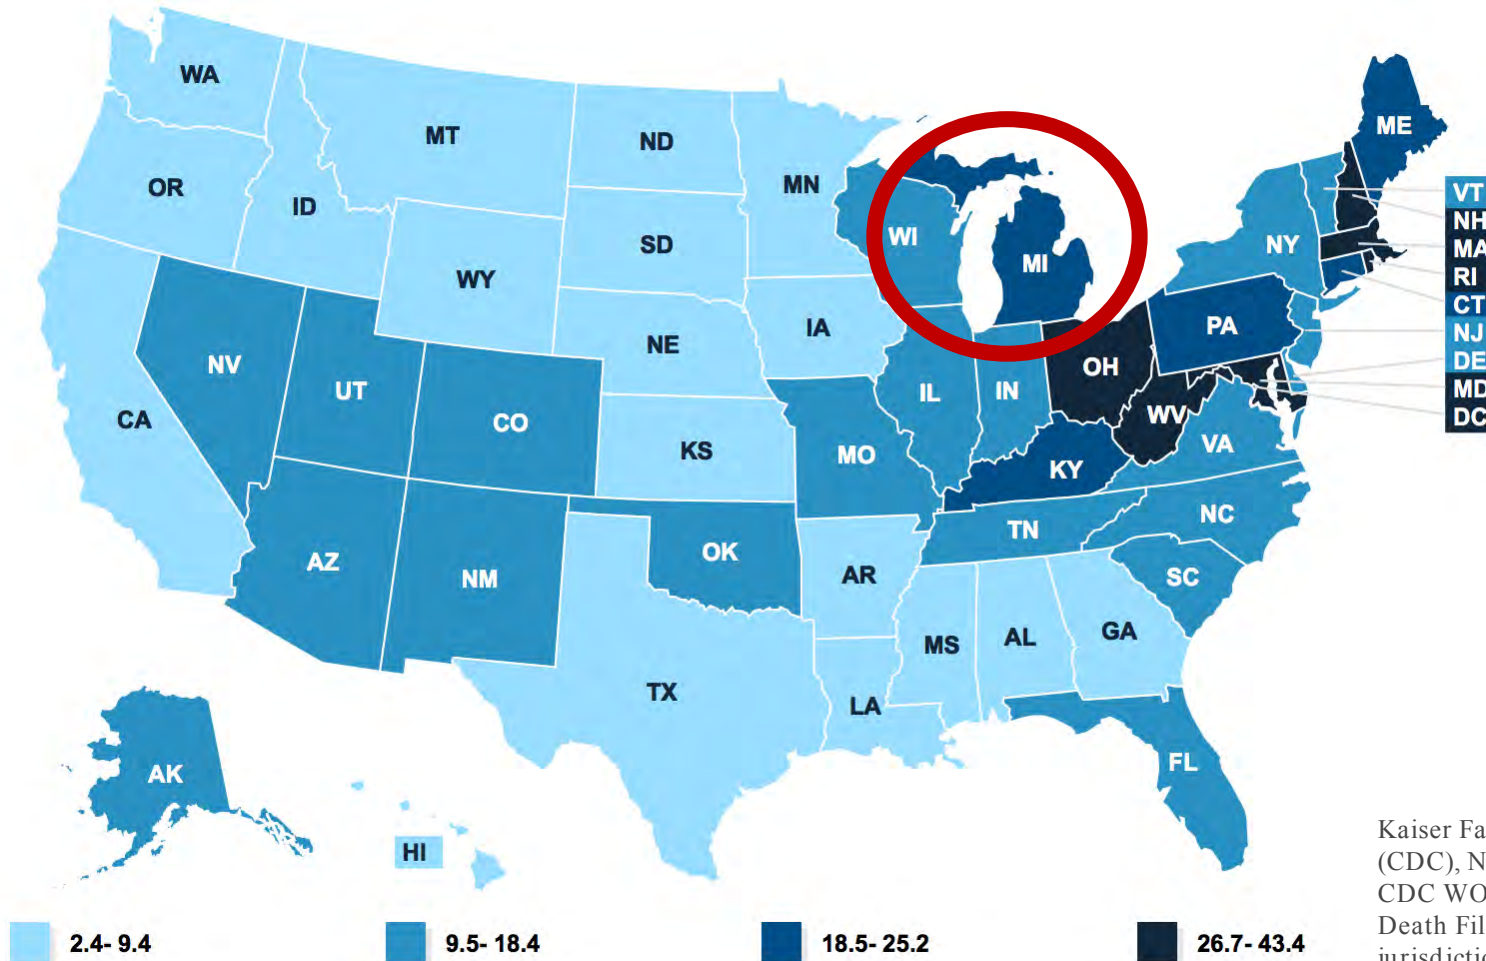 WA
MT
ND
MN
ME
OR
ID
SD
WI
MI
NY
VT
NH
MA
RI
CT
NJ
DE
MD
DC
WY
NE
IA
PA
NV
UT
CO
CA
KS
MO
IL
IN
OH
WV
VA
KY
AZ
NM
OK
AR
TN
NC
SC
TX
LA
MS
AL
GA
FL
AK
HI
Kaiser Fa
(CDC), N
CDC WO
Death Fil
jurisdictio
2.4- 9.4
9.5- 18.4
18.5- 25.2
26.7- 43.4